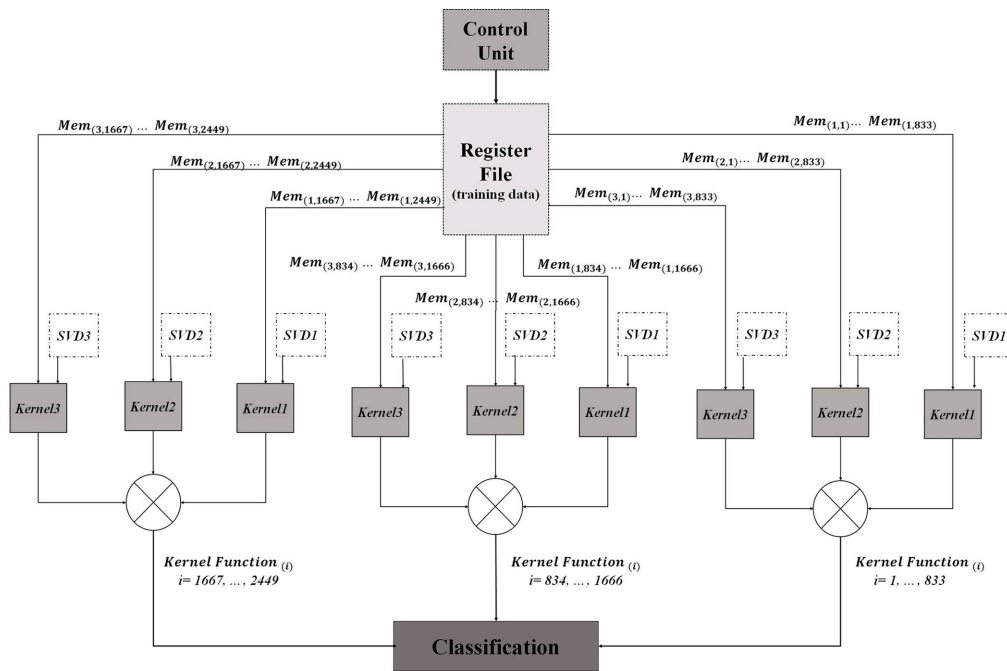 Control
Unit
Register
File
(training data)
Mem(3,1667) ... Mem(3,2449)
Mem(1,1)... Mem(1,833)
Mem(2,1667) ... Mem(2,2449)
Mem(2,1)... Mem(2,833)
Mem(1,1667) ... Mem(1,2449)
Mem(3,1)... Mem(3,833)
Mem(3,834) ... Mem(3,1666)
Mem(1,834) ... Mem(1,1666)
Mem(2,834) ... Mem(2,1666)
SVD3
SVD2
SVD1
SVD3
SVD2
SVD1
SVD3
SVD2
SVD1
Kernel3
Kernel2
Kernel1
Kernel3
Kernel2
Kernel1
Kernel3
Kernel2
Kernel1
Kernel Function (i)
i= 1667, ... , 2449
Kernel Function (i)
i= 834, ... , 1666
Kernel Function (i)
i= 1, ... , 833
Classification